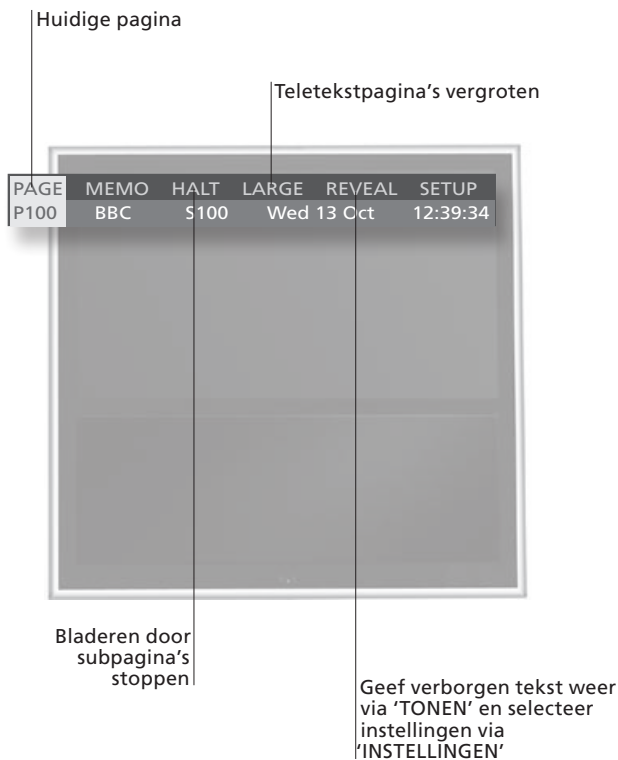 Huidige pagina
Teletekstpagina’s vergroten
PAGE MEMO HALT LARGE REVEAL SETUP
P100 BBC S100 Wed 13 Oct 12:39:34
Bladeren door
subpagina’s
stoppen
Geef verborgen tekst weer
via ‘TONEN’ en selecteer
instellingen via
‘INSTELLINGEN’